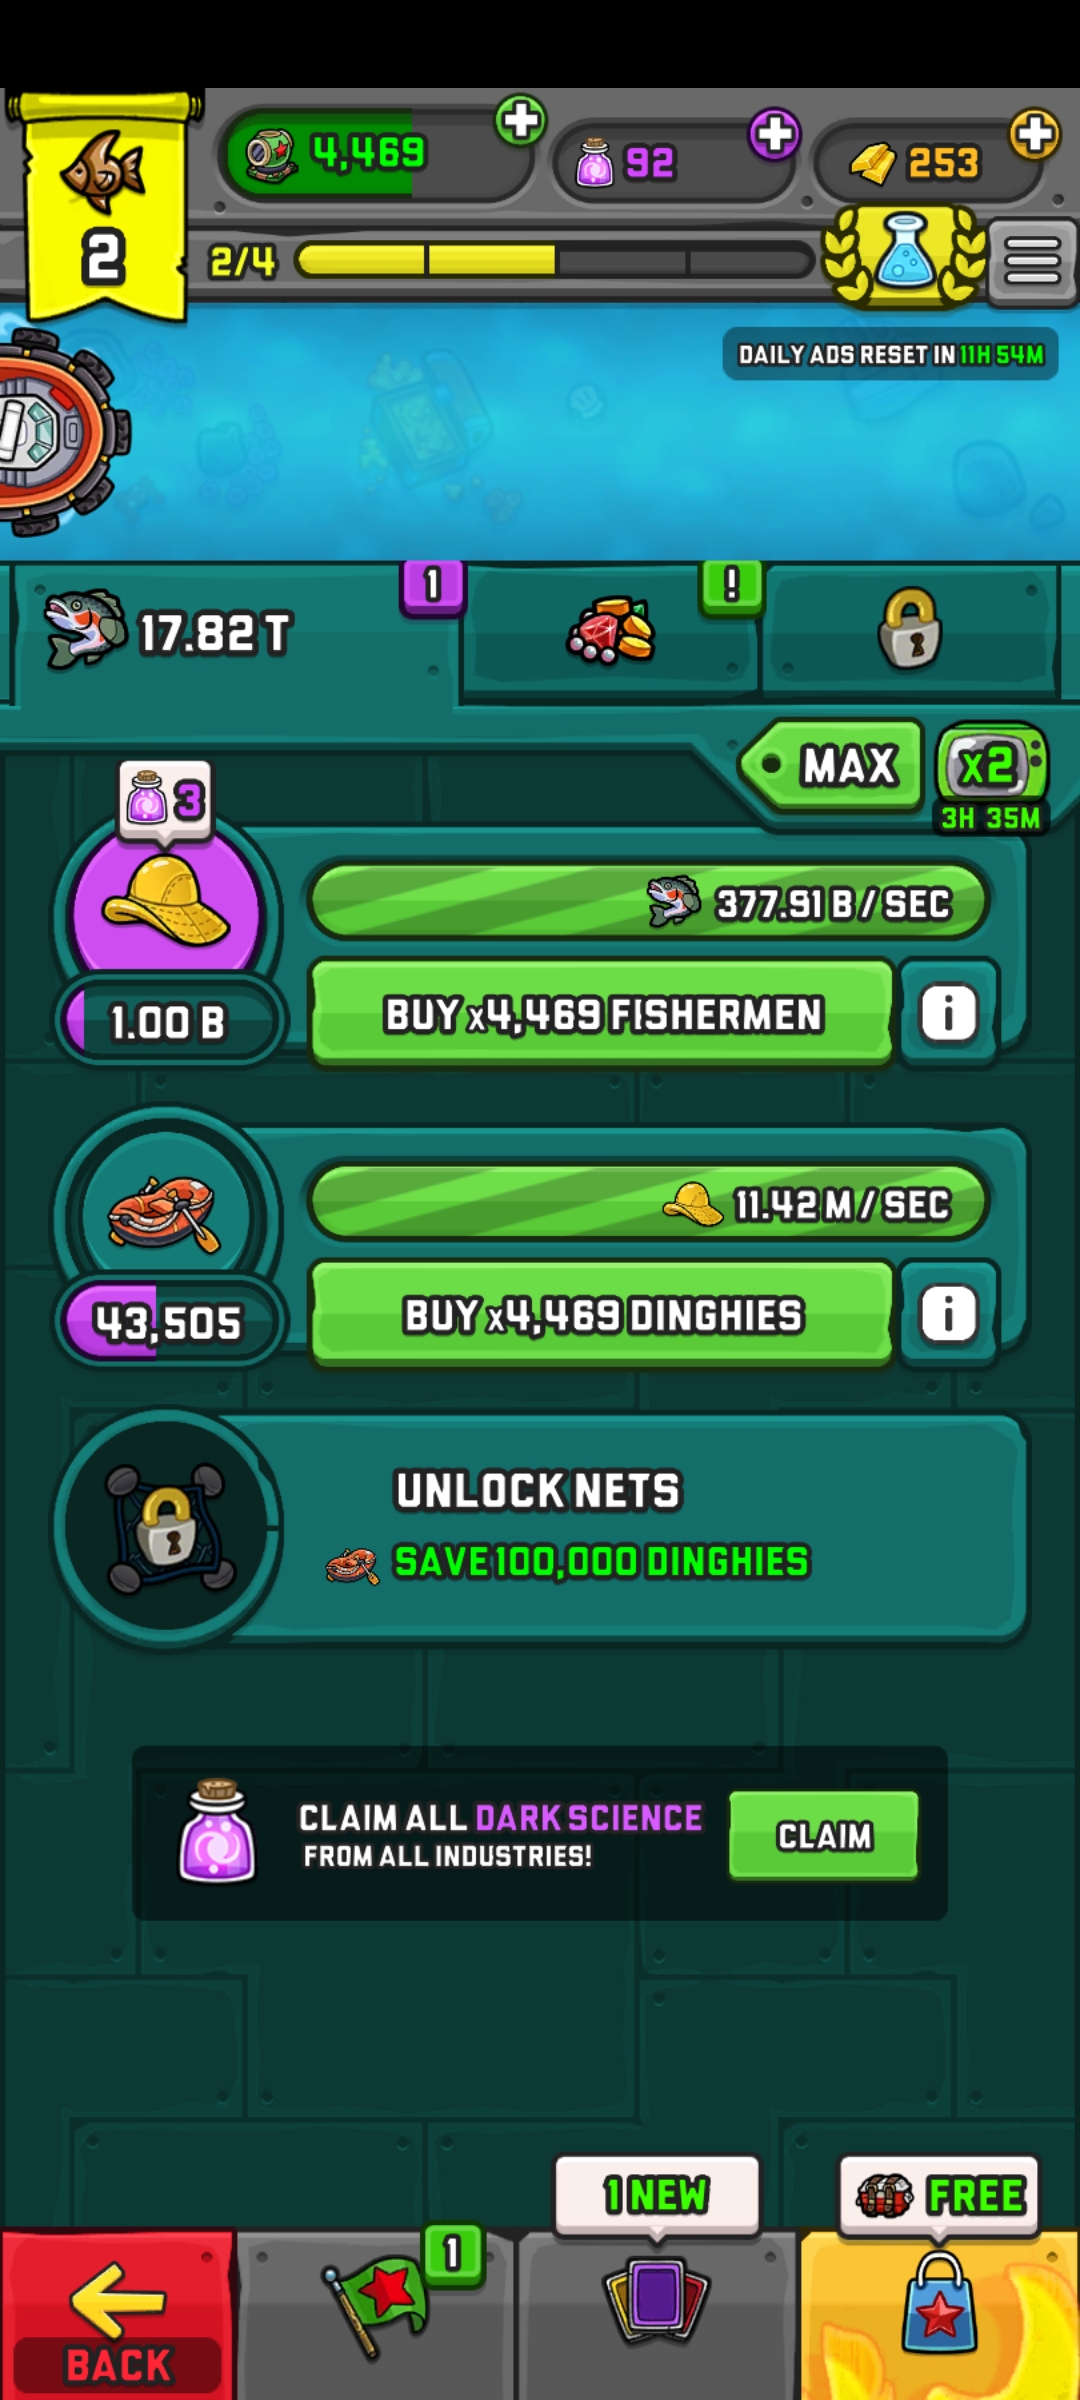 4,469
92
253
2
2/4
DAILY ADS RESET IN 11H 54M
17.82 T
1
!
MAX
x2
3H 35M
3
377.91 B / SEC
1.00 B
BUY x4,469 FISHERMEN
i
11.42 M / SEC
43,505
BUY x4,469 DINGHIES
i
UNLOCK NETS
SAVE 100,000 DINGHIES
CLAIM ALL DARK SCIENCE
FROM ALL INDUSTRIES!
CLAIM
1 NEW
FREE
1
BACK